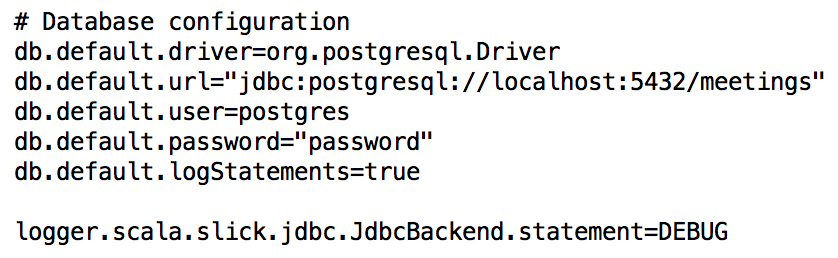 # Database configuration
db.default.driver=org.postgresql.Driver
db.default.url="jdbc:postgresql://localhost:5432/meetings"
db.default.user=postgres
db.default.password="password"
db.default.logStatements=true
logger.scala.slick.jdbc.JdbcBackend.statement=DEBUG